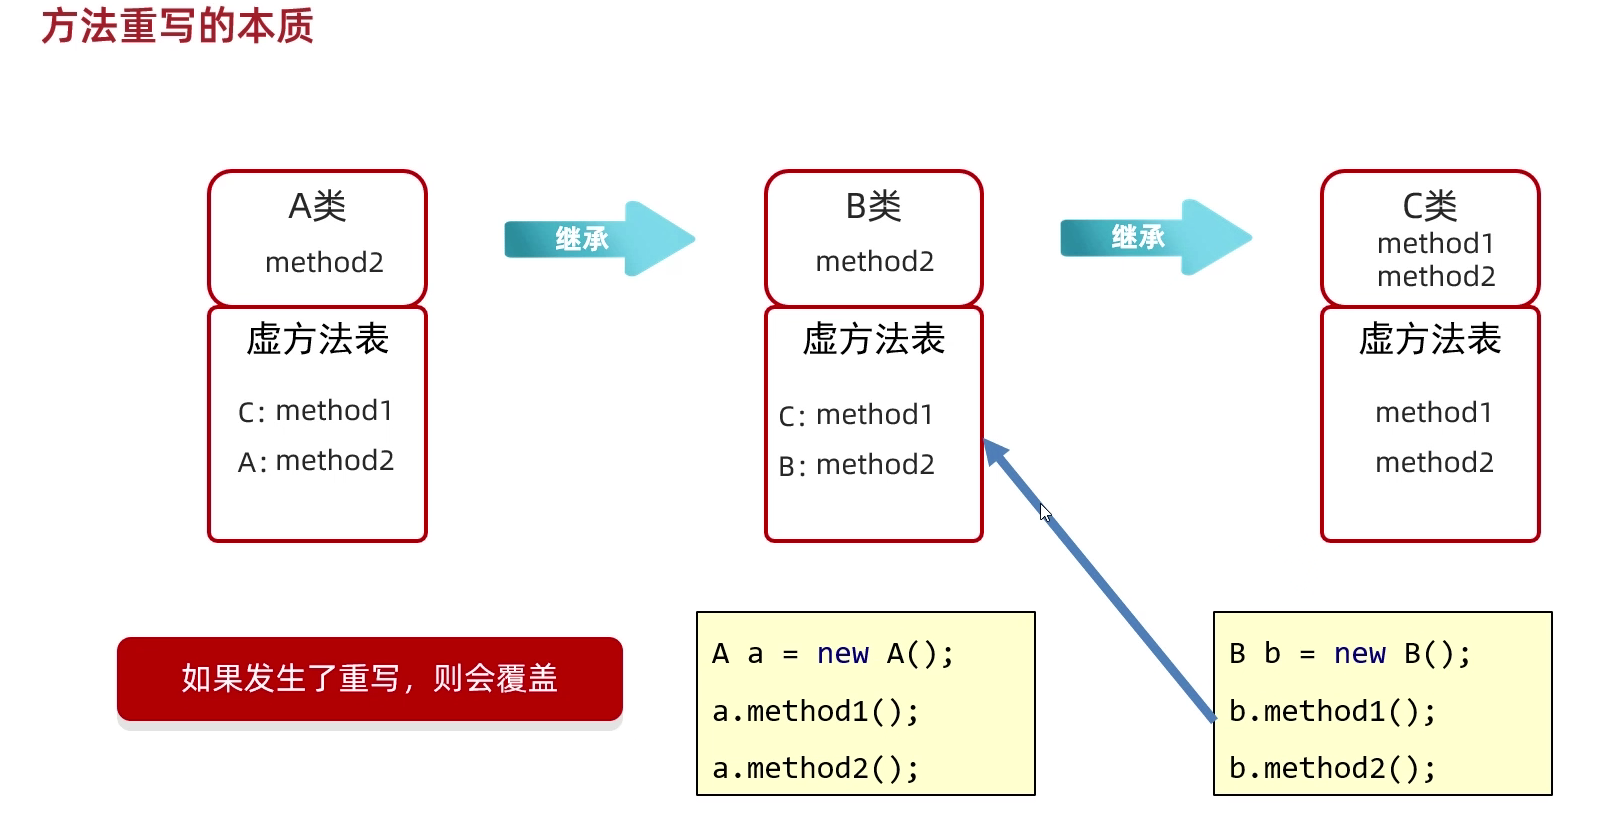 方法重写的本质
A类
method2
继承
B类
method2
继承
C类
method1
method2
虚方法表
C: method1
A: method2
虚方法表
C: method1
B: method2
虚方法表
method1
method2
如果发生了重写，则会覆盖
A a = new A();
a.method1();
a.method2();
B b = new B();
b.method1();
b.method2();